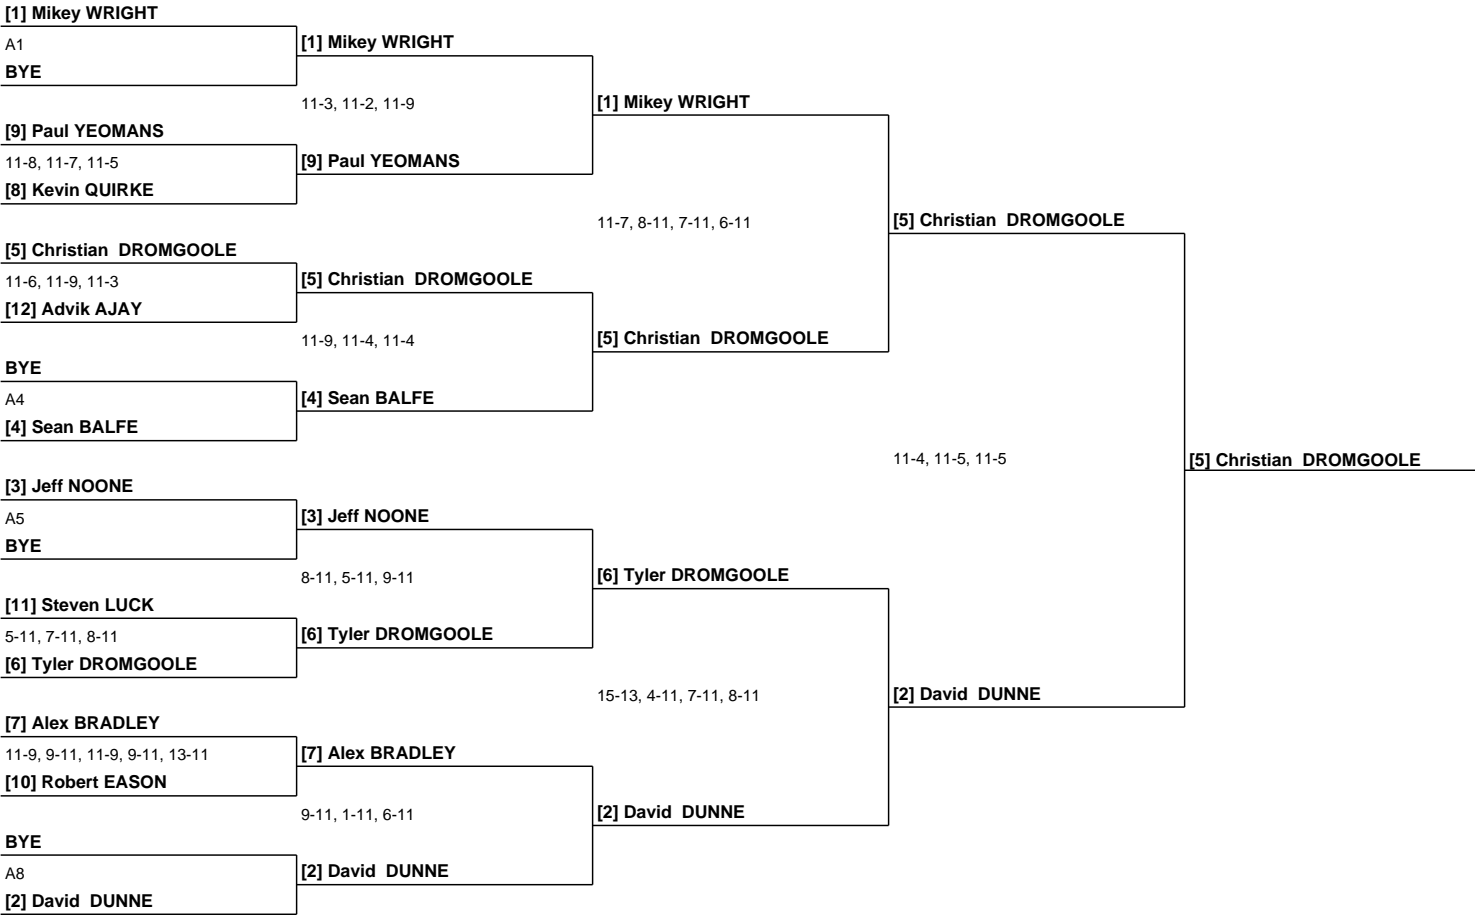 [1] Mikey WRIGHT
A1
BYE
[9] Paul YEOMANS
11-8, 11-7, 11-5
[8] Kevin QUIRKE
[5] Christian DROMGOOLE
11-6, 11-9, 11-3
[12] Advik AJAY
BYE
A4
[4] Sean BALFE
[3] Jeff NOONE
A5
BYE
[11] Steven LUCK
5-11, 7-11, 8-11
[6] Tyler DROMGOOLE
[7] Alex BRADLEY
11-9, 9-11, 11-9, 9-11, 13-11
[10] Robert EASON
BYE
A8
[2] David DUNNE
[1] Mikey WRIGHT
11-3, 11-2, 11-9
[9] Paul YEOMANS
[5] Christian DROMGOOLE
11-9, 11-4, 11-4
[4] Sean BALFE
[3] Jeff NOONE
8-11, 5-11, 9-11
[6] Tyler DROMGOOLE
[7] Alex BRADLEY
9-11, 1-11, 6-11
[2] David DUNNE
[1] Mikey WRIGHT
11-7, 8-11, 7-11, 6-11
[5] Christian DROMGOOLE
[6] Tyler DROMGOOLE
15-13, 4-11, 7-11, 8-11
[2] David DUNNE
[5] Christian DROMGOOLE
11-4, 11-5, 11-5
[2] David DUNNE
[5] Christian DROMGOOLE